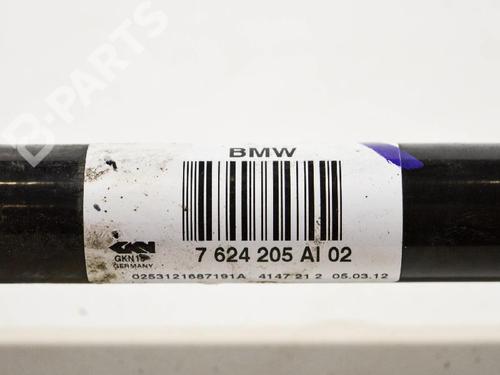 B-PARTS
BMW
7 624 205 AI 02
GKN
GERMANY
0253121687191A 4147 21 2 05.03.12